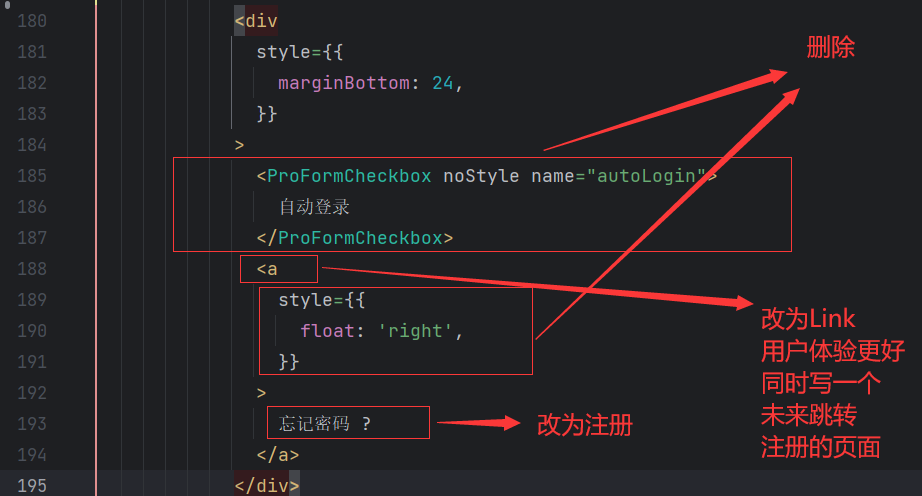 180 <div
181 style={{
182 marginBottom: 24,
183 }}
184 >
185 <ProFormCheckbox noStyle name="autoLogin">
186 自动登录
187 </ProFormCheckbox>
188 <a
189 style={{
190 float: 'right',
191 }}
192 >
193 忘记密码 ?
194 </a>
195 </div>
删除
改为Link
用户体验更好
同时写一个
未来跳转
注册的页面
改为注册